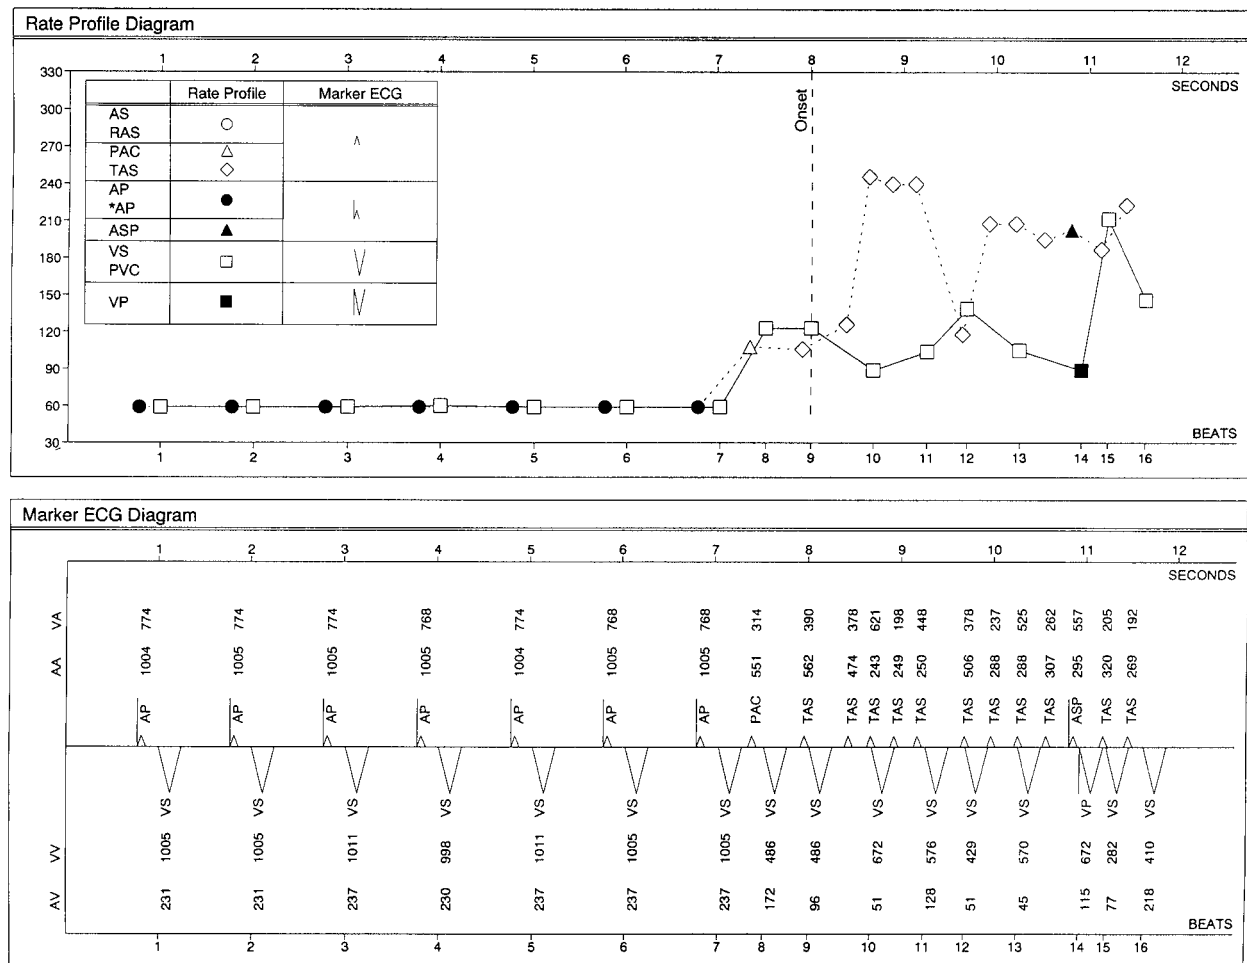 Rate Profile Diagram
1 2 3 4 5 6 7 8 9 10 11 12
SECONDS
330
300
270
240
210
180
150
120
90
60
30
Rate Profile Marker ECG
AS
RAS
PAC
TAS
AP
*AP
ASP
VS
PVC
VP
Onset
BEATS
1 2 3 4 5 6 7 8 9 10 11 12 13 14 15 16
Marker ECG Diagram
1 2 3 4 5 6 7 8 9 10 11 12
SECONDS
VA 774 774 774 768 774 768 768 314 390 378 621 198 448 378 237 525 262 557 205 192
AA 1004 1005 1005 1005 1004 1005 1005 551 562 474 243 249 250 506 288 288 307 295 320 269
AP AP AP AP AP AP AP PAC TAS TAS TAS TAS TAS TAS TAS TAS TAS ASP TAS TAS
VS VS VS VS VS VS VS VS VS VS VS VS VS VP VS VS
VV 1005 1005 1011 998 1011 1005 1005 486 486 672 576 429 570 672 282 410
AV 231 231 237 230 237 237 237 172 96 51 128 51 45 115 77 218
BEATS
1 2 3 4 5 6 7 8 9 10 11 12 13 14 15 16